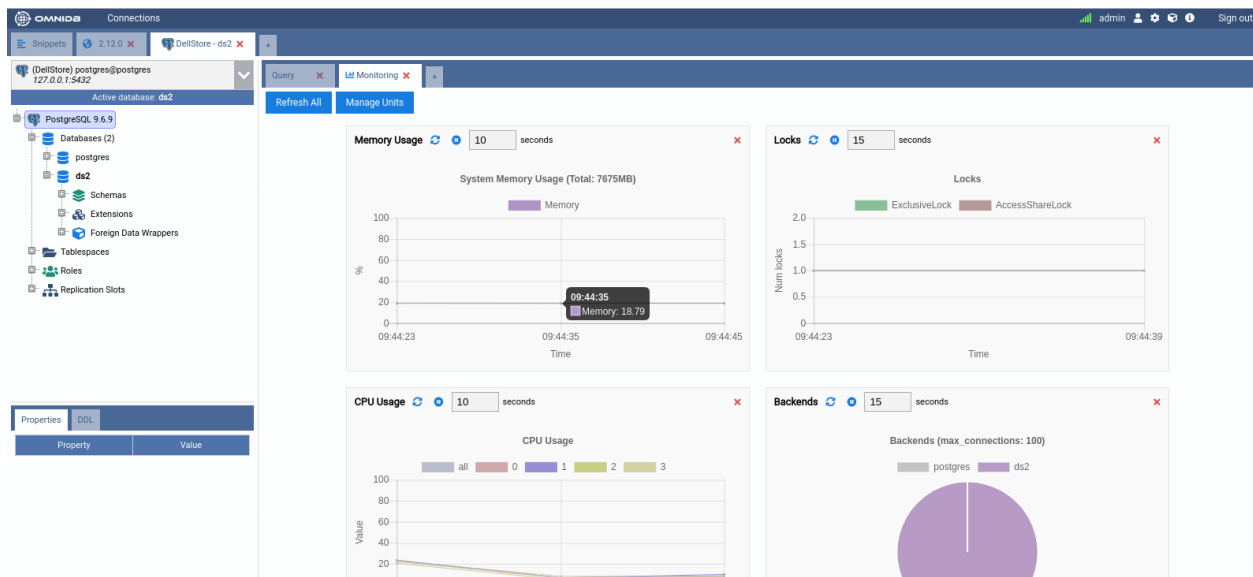 OMNIDB Connections admin Sign out
Snippets 2.12.0 DellStore - ds2 +
(DellStore) postgres@postgres
127.0.0.1:5432
Active database: ds2
PostgreSQL 9.6.9
Databases (2)
postgres
ds2
Schemas
Extensions
Foreign Data Wrappers
Tablespaces
Roles
Replication Slots
Properties DDL
Property Value
Query Monitoring +
Refresh All Manage Units
Memory Usage 10 seconds
System Memory Usage (Total: 7675MB)
Memory
100
80
60
40
20
0
%
09:44:35
Memory: 18.79
09:44:23 09:44:35 09:44:45
Time
Locks 15 seconds
Locks
ExclusiveLock AccessShareLock
2.0
1.5
1.0
0.5
0
Num locks
09:44:23 09:44:39
Time
CPU Usage 10 seconds
CPU Usage
all 0 1 2 3
100
80
60
40
20
Value
Backends 15 seconds
Backends (max_connections: 100)
postgres ds2